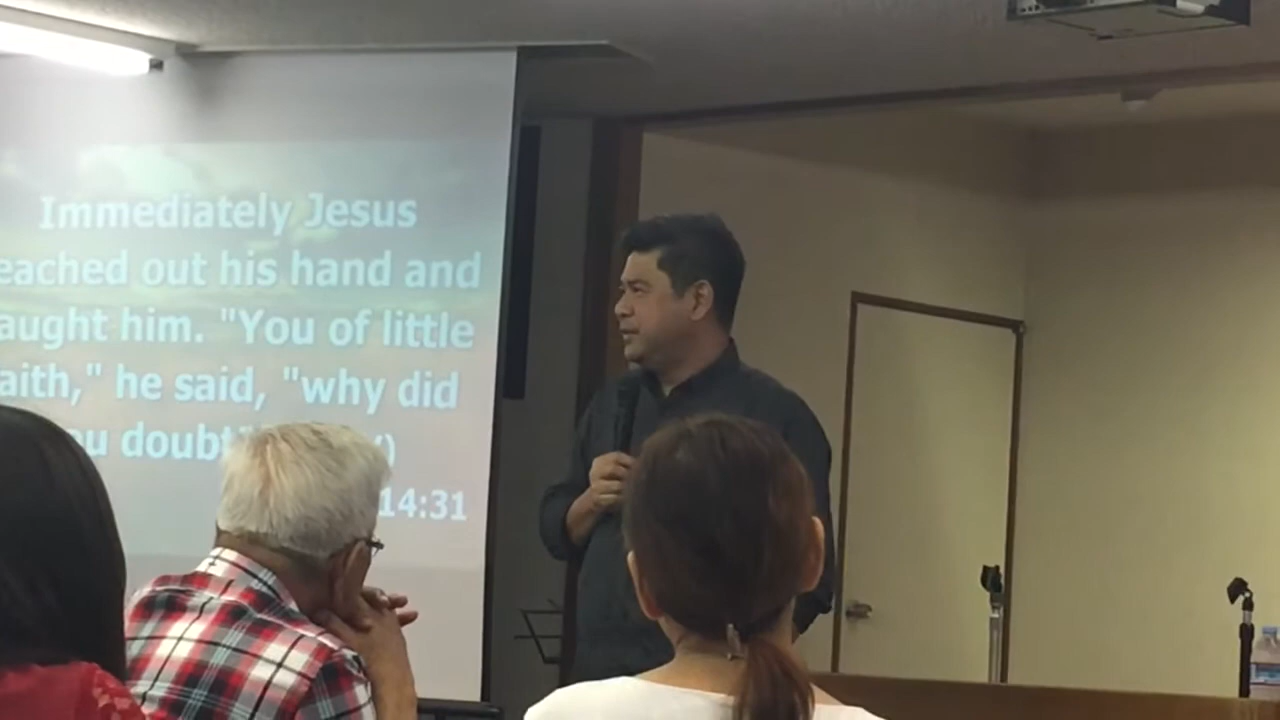 Immediately Jesus
eached out his hand and
aught him. "You of little
aith," he said, "why did
u doubt
14:31